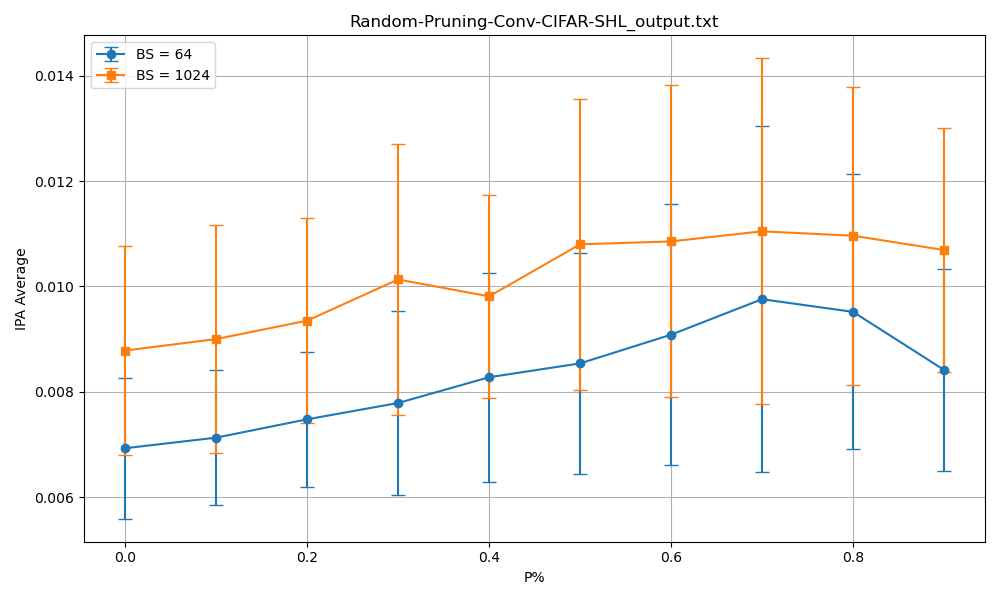 Random-Pruning-Conv-CIFAR-SHL_output.txt
BS = 64
BS = 1024
0.014
0.012
0.010
0.008
0.006
IPA Average
0.0 0.2 0.4 0.6 0.8
P%